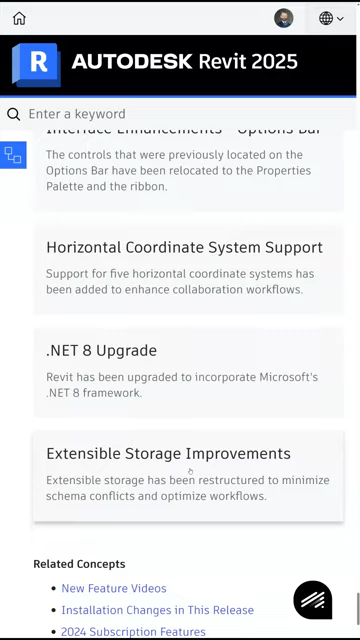 R AUTODESK Revit 2025
Enter a keyword
Interface Enhancements - Options Bar
The controls that were previously located on the
Options Bar have been relocated to the Properties
Palette and the ribbon.
Horizontal Coordinate System Support
Support for five horizontal coordinate systems has
been added to enhance collaboration workflows.
.NET 8 Upgrade
Revit has been upgraded to incorporate Microsoft's
.NET 8 framework.
Extensible Storage Improvements
Extensible storage has been restructured to minimize
schema conflicts and optimize workflows.
Related Concepts
• New Feature Videos
• Installation Changes in This Release
• 2024 Subscription Features